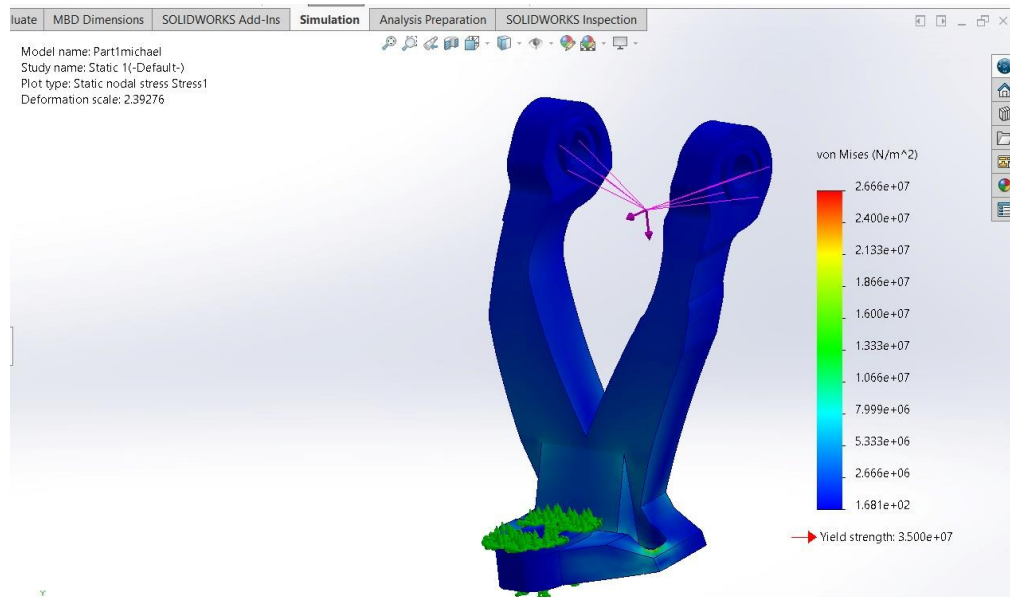 luate
MBD Dimensions
SOLIDWORKS Add-Ins
Simulation
Analysis Preparation
SOLIDWORKS Inspection
Model name: Part1michael
Study name: Static 1(-Default-)
Plot type: Static nodal stress Stress1
Deformation scale: 2.39276
von Mises (N/m^2)
2.666e+07
2.400e+07
2.133e+07
1.866e+07
1.600e+07
1.333e+07
1.066e+07
7.999e+06
5.333e+06
2.666e+06
1.681e+02
Yield strength: 3.500e+07
Y